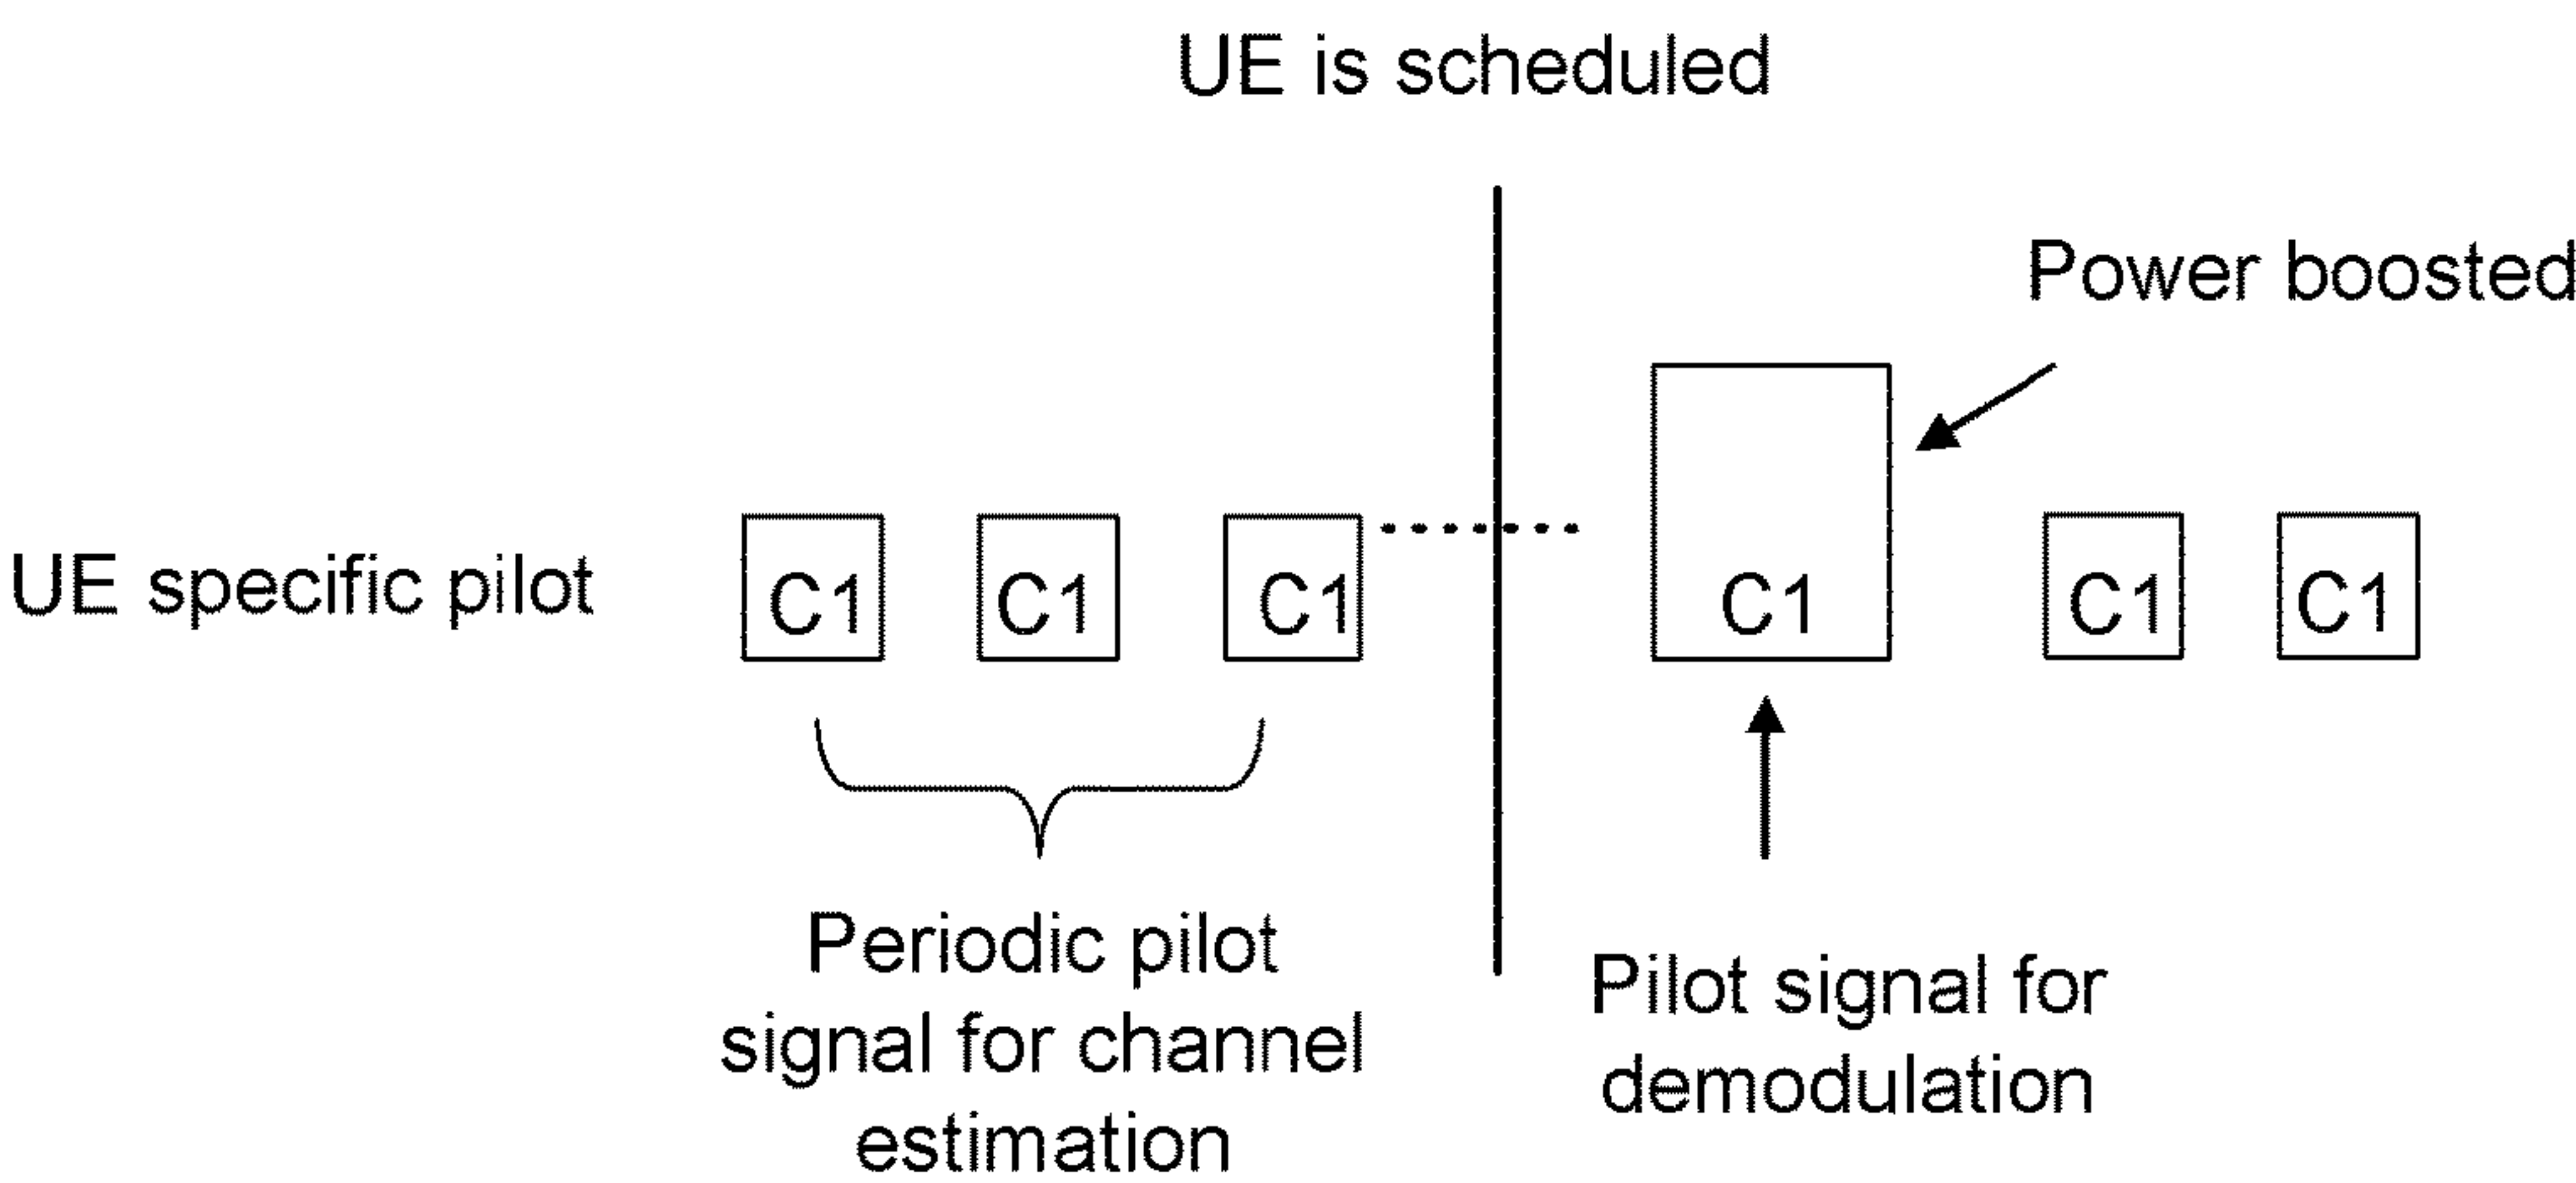 UE is scheduled
Power boosted
UE specific pilot
C1 C1 C1 C1 C1 C1
Periodic pilot
signal for channel
estimation
Pilot signal for
demodulation